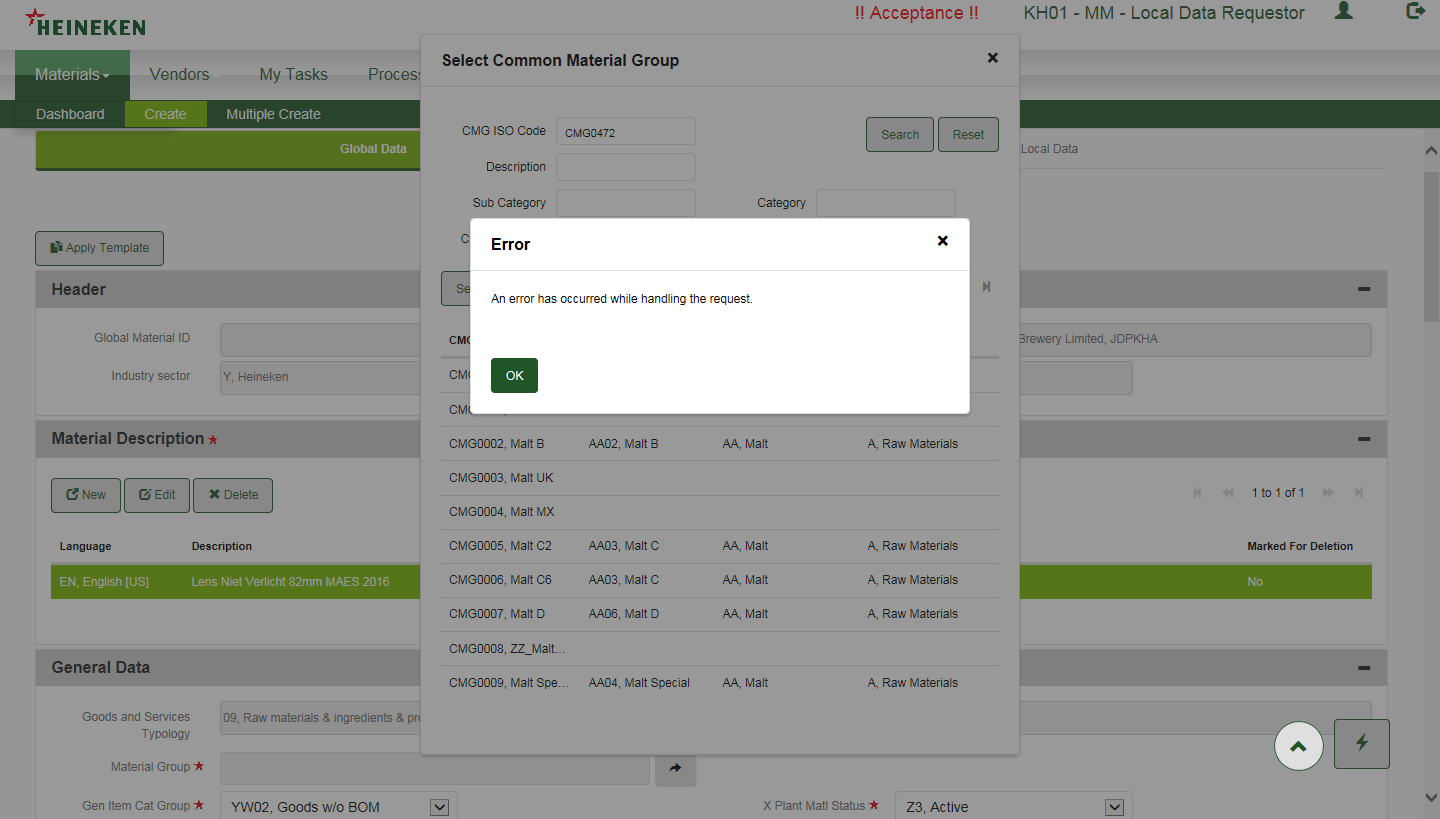 HEINEKEN
!! Acceptance !!
KH01 - MM - Local Data Requestor
Materials
Vendors
My Tasks
Process
Dashboard
Create
Multiple Create
Global Data
Local Data
Apply Template
Select Common Material Group
CMG ISO Code
CMG0472
Search
Reset
Description
Sub Category
Category
Error
An error has occurred while handling the request.
OK
Header
Global Material ID
Brewery Limited, JDPKHA
Industry sector
Y, Heineken
CMG0002, Malt B AA02, Malt B AA, Malt A, Raw Materials
CMG0003, Malt UK
CMG0004, Malt MX
CMG0005, Malt C2 AA03, Malt C AA, Malt A, Raw Materials
CMG0006, Malt C6 AA03, Malt C AA, Malt A, Raw Materials
CMG0007, Malt D AA06, Malt D AA, Malt A, Raw Materials
CMG0008, ZZ_Malt...
CMG0009, Malt Spe... AA04, Malt Special AA, Malt A, Raw Materials
Material Description
New
Edit
Delete
1 to 1 of 1
Language Description Marked For Deletion
EN, English [US] Lens Niet Verlicht 82mm MAES 2016 No
General Data
Goods and Services
Typology
09, Raw materials & ingredients & pro
Material Group
Gen Item Cat Group
YW02, Goods w/o BOM
X Plant Matl Status
Z3, Active